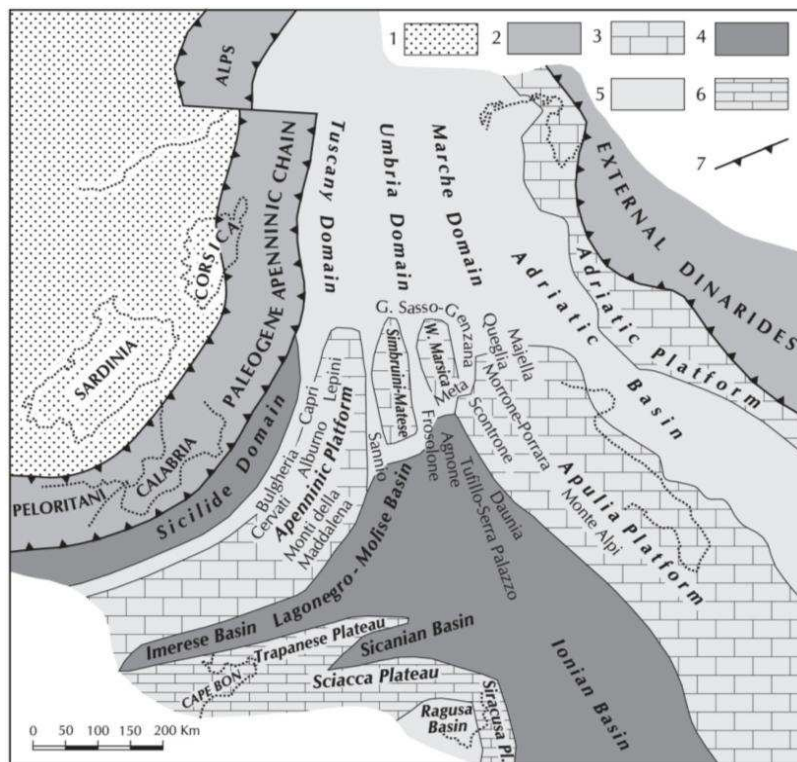 1
2
3
4
5
6
7
ALPS
Tuscany Domain
Umbria Domain
Marche Domain
EXTERNAL DINARIDES
CORSICA
PALEOGENE APENNINIC CHAIN
SARDINIA
Adriatic Platform
Adriatic Basin
G. Sasso-Genzana
Simbruini-Matese
W. Marsica
Meta
Queglia
Majella
Morrone-Porrara
Scontrone
Capri
Lepini
Bulgheria
Alburno
Cervati
Apenninic Platform
Monti della
Maddalena
Sannio
Frosolone
Agnone
Tufillo-Serra Palazzo
Daunia
Apulia Platform
Monte Alpi
CALABRIA
PELORITANI
Sicilide Domain
Lagonegro-Molise Basin
Imerese Basin
Trapanese Plateau
Sicanian Basin
CAPE BON
Sciacca Plateau
Ragusa
Basin
Siracusa Pl.
Ionian Basin
0 50 100 150 200 Km